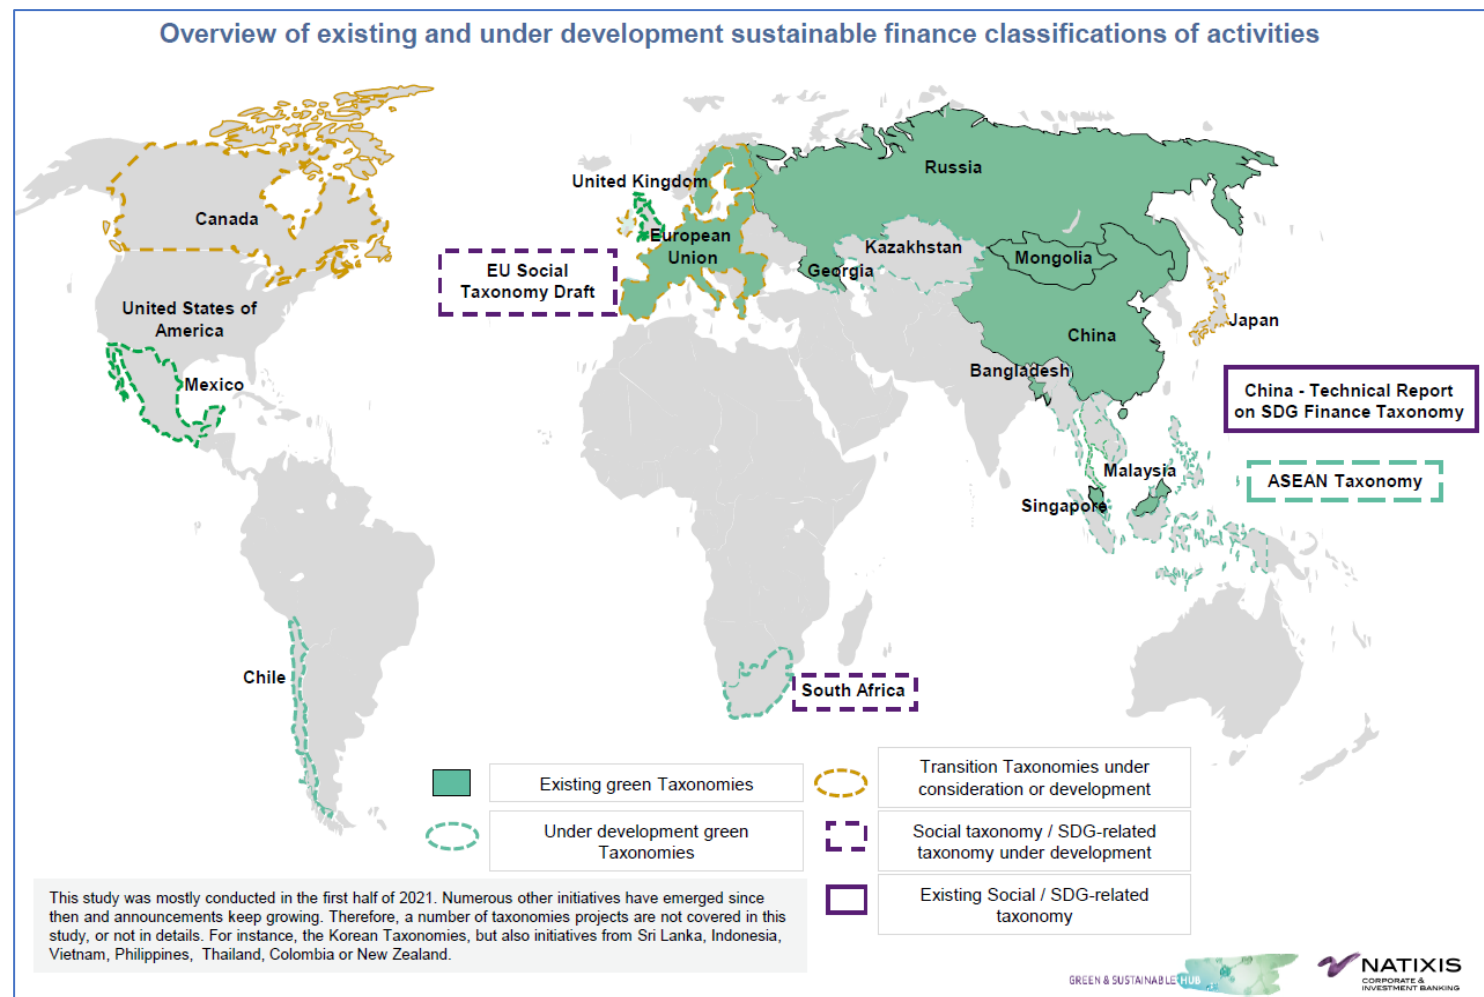 Overview of existing and under development sustainable finance classifications of activities
Russia
United Kingdom
Canada
European
Union
Kazakhstan
Mongolia
EU Social
Taxonomy Draft
Georgia
United States of
America
China
Japan
Bangladesh
Mexico
China - Technical Report
on SDG Finance Taxonomy
Malaysia
ASEAN Taxonomy
Singapore
Chile
South Africa
Existing green Taxonomies
Transition Taxonomies under
consideration or development
Under development green
Taxonomies
Social taxonomy / SDG-related
taxonomy under development
Existing Social / SDG-related
taxonomy
This study was mostly conducted in the first half of 2021. Numerous other initiatives have emerged since
then and announcements keep growing. Therefore, a number of taxonomies projects are not covered in this
study, or not in details. For instance, the Korean Taxonomies, but also initiatives from Sri Lanka, Indonesia,
Vietnam, Philippines, Thailand, Colombia or New Zealand.
GREEN & SUSTAINABLE HUB
NATIXIS
CORPORATE &
INVESTMENT BANKING